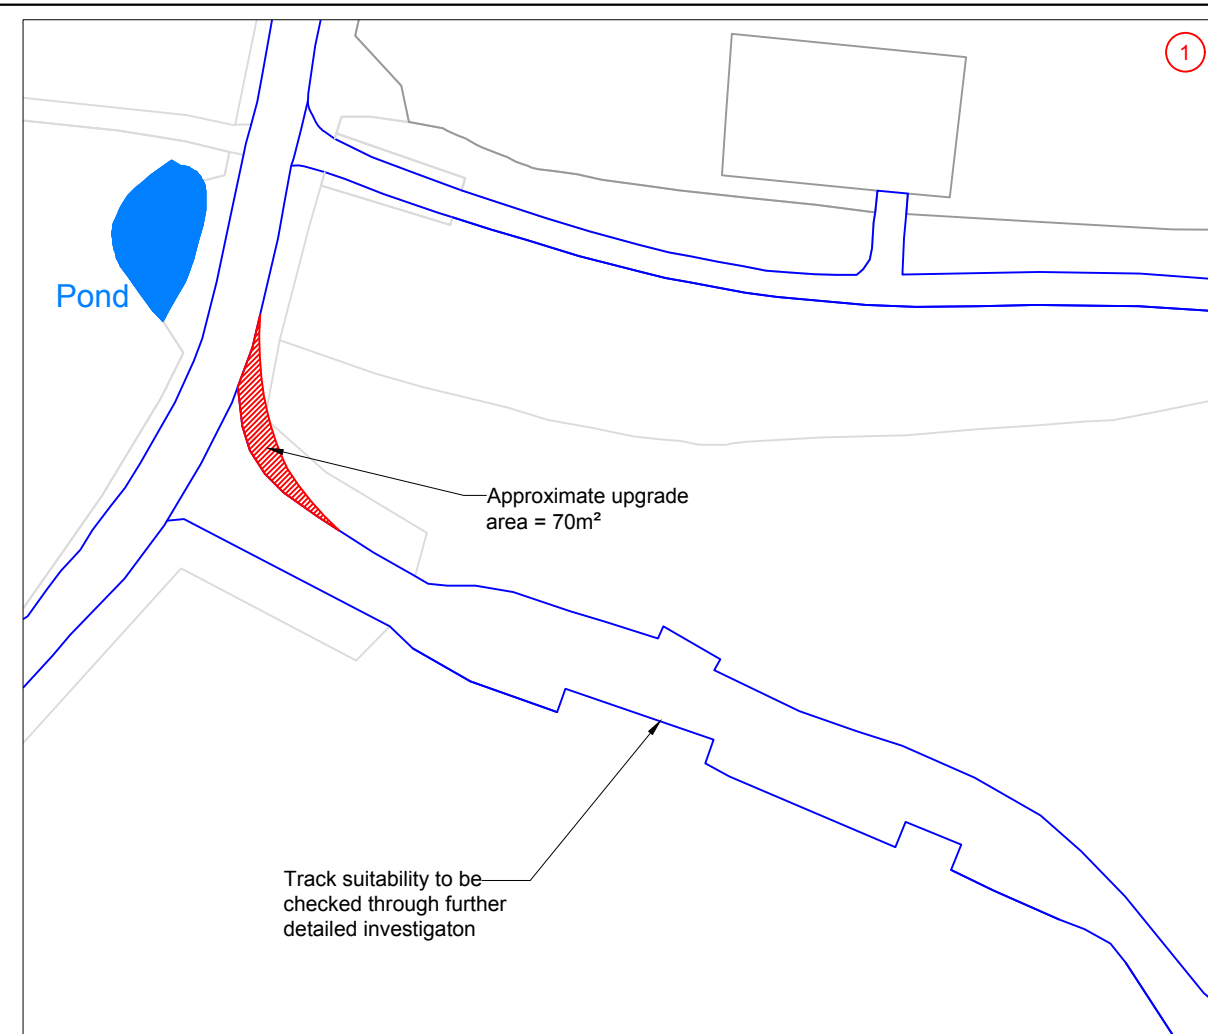 1
Pond
Approximate upgrade
area = 70m²
Track suitability to be
checked through further
detailed investigaton